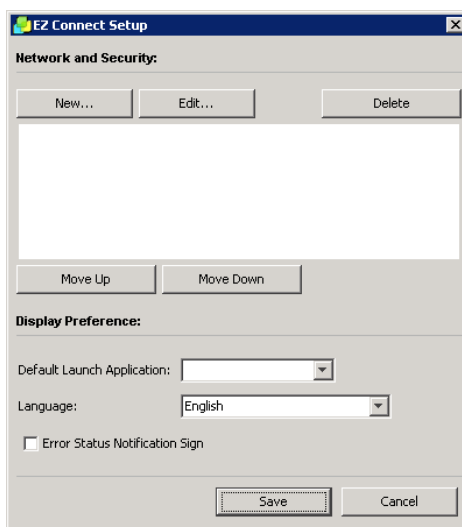 EZ Connect Setup
Network and Security:
New... Edit... Delete
Move Up Move Down
Display Preference:
Default Launch Application:
Language: English
Error Status Notification Sign
Save Cancel